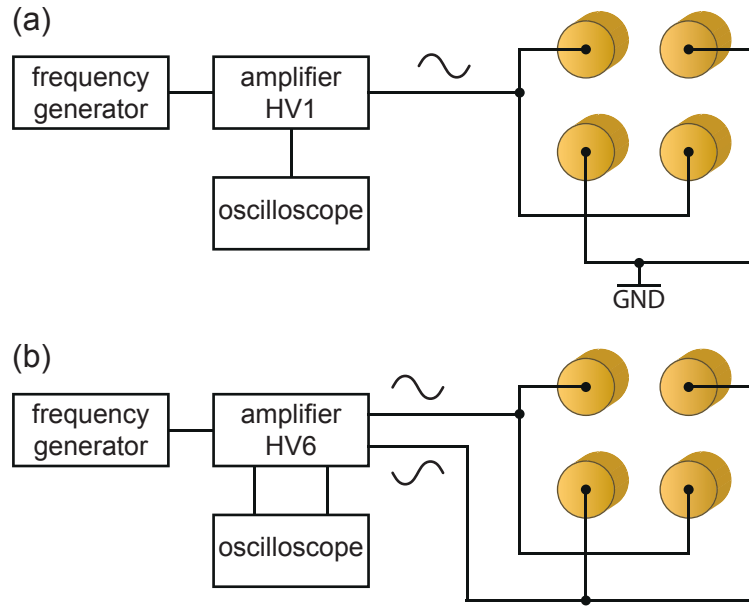 (a)
frequency
generator
amplifier
HV1
oscilloscope
GND
(b)
frequency
generator
amplifier
HV6
oscilloscope